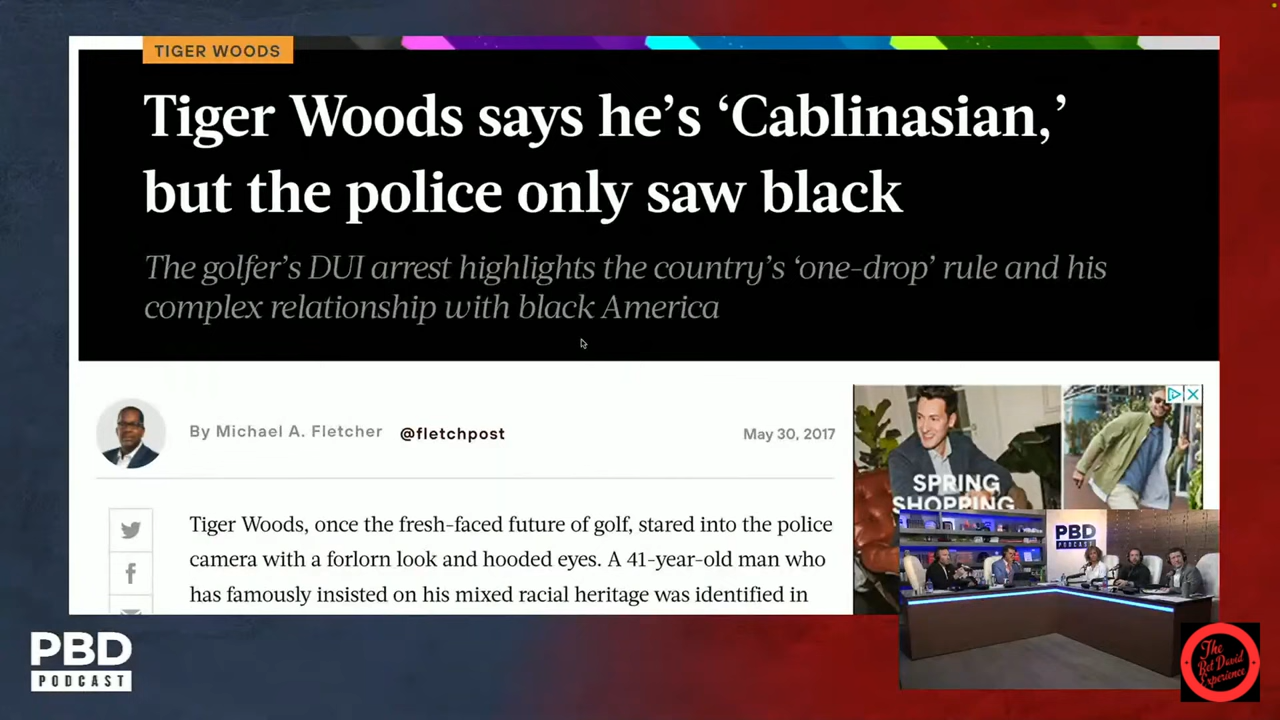 TIGER WOODS
Tiger Woods says he’s ‘Cablinasian,’
but the police only saw black
The golfer’s DUI arrest highlights the country’s ‘one-drop’ rule and his
complex relationship with black America
By Michael A. Fletcher @fletchpost
May 30, 2017
Tiger Woods, once the fresh-faced future of golf, stared into the police
camera with a forlorn look and hooded eyes. A 41-year-old man who
has famously insisted on his mixed racial heritage was identified in
SPRING
SHOPPING
PBD
PODCAST
PBD
PODCAST
The
Bet David
Experience